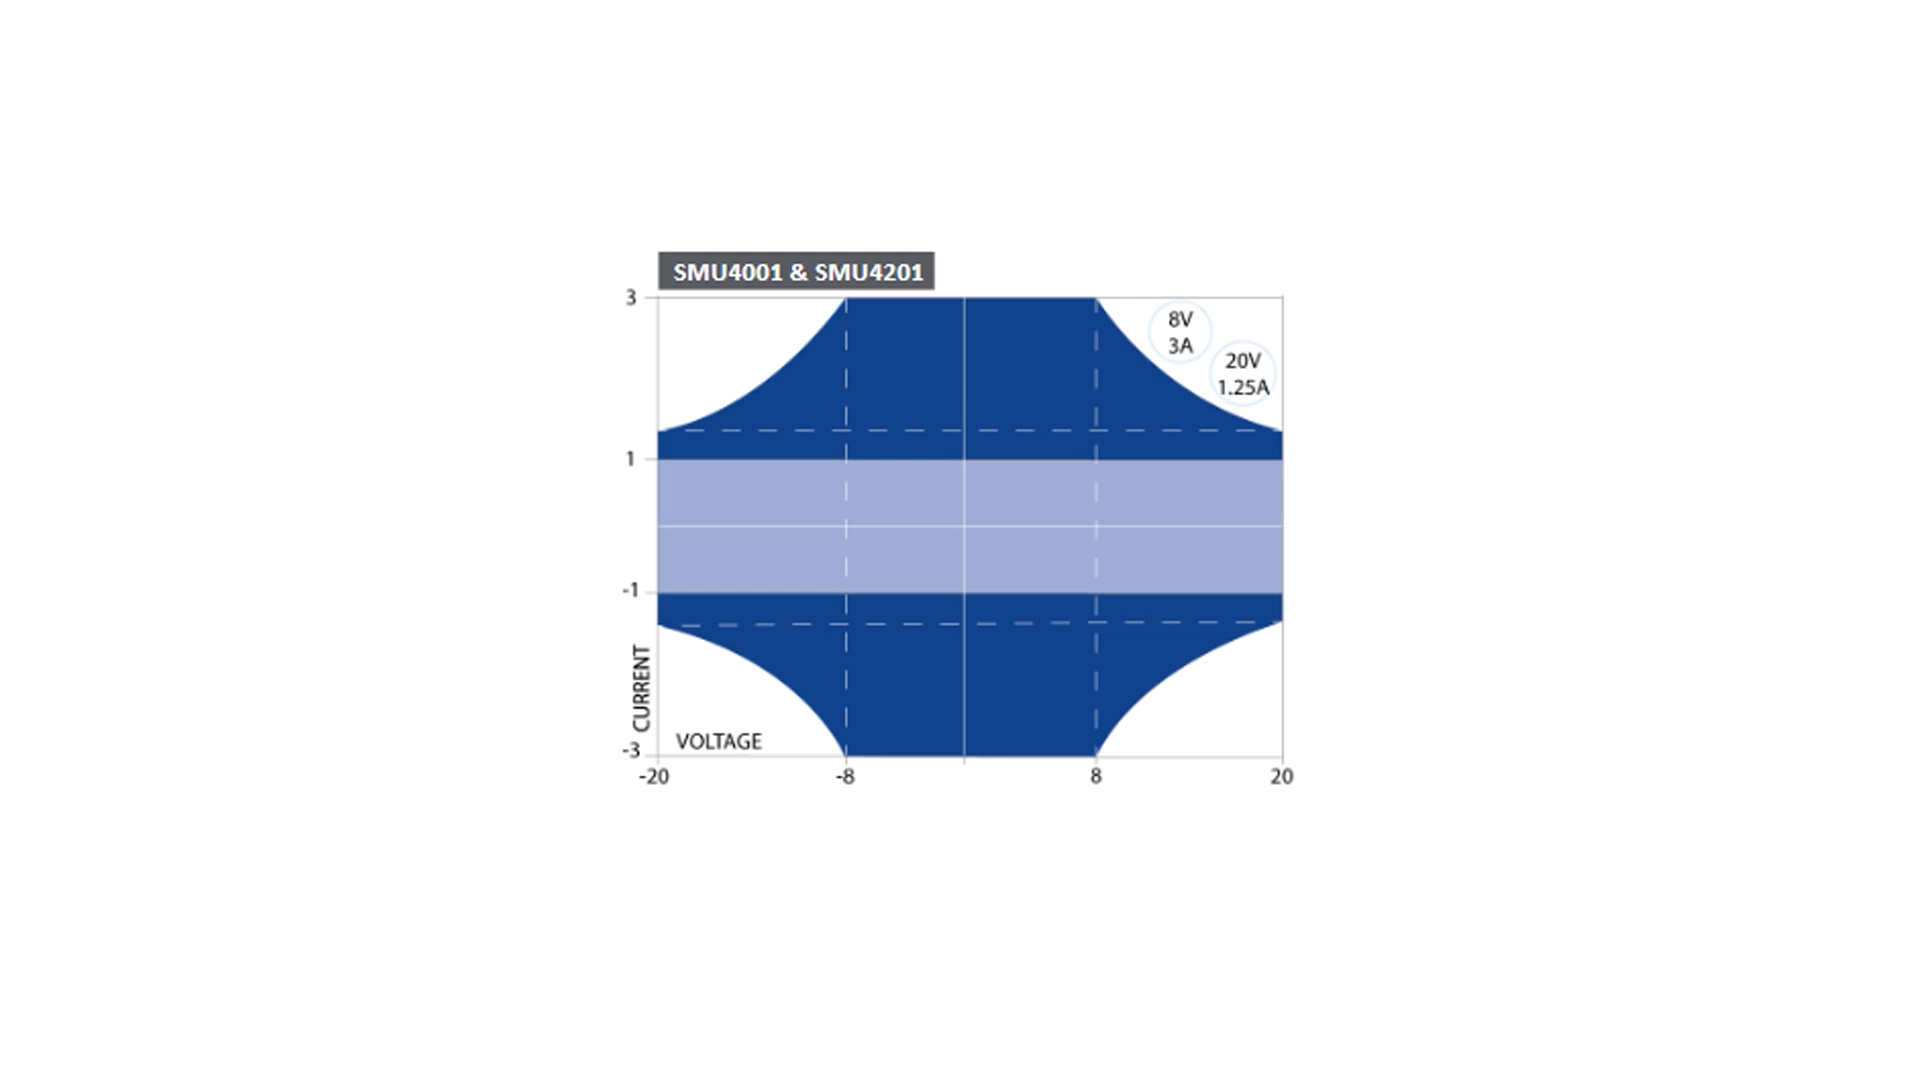 SMU4001 & SMU4201
3
8V
3A
20V
1.25A
1
-1
CURRENT
VOLTAGE
-3
-20
-8
8
20